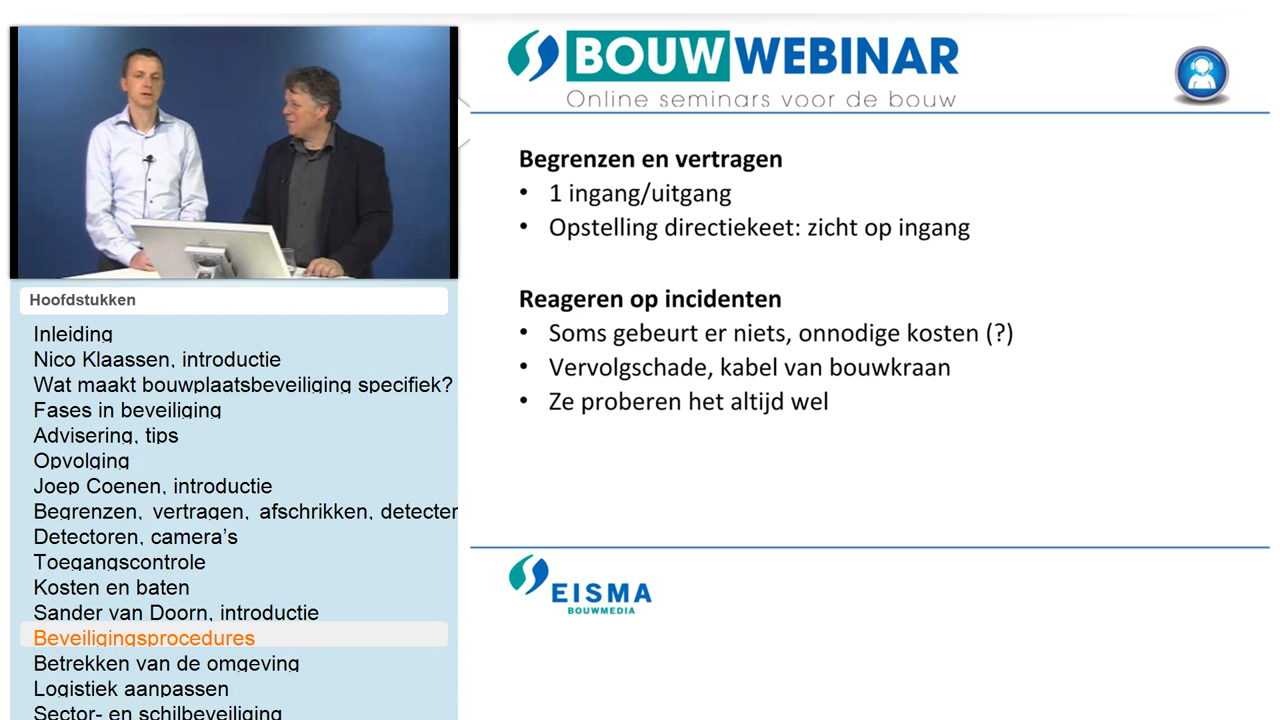 BOUWWEBINAR
Online seminars voor de bouw
Begrenzen en vertragen
• 1 ingang/uitgang
• Opstelling directiekeet: zicht op ingang
Reageren op incidenten
• Soms gebeurt er niets, onnodige kosten (?)
• Vervolgschade, kabel van bouwkraan
• Ze proberen het altijd wel
EISMA
BOUWMEDIA
Hoofdstukken
Inleiding
Nico Klaassen, introductie
Wat maakt bouwplaatsbeveiliging specifiek?
Fases in beveiliging
Advisering, tips
Opvolging
Joep Coenen, introductie
Begrenzen, vertragen, afschrikken, detecter
Detectoren, camera's
Toegangscontrole
Kosten en baten
Sander van Doorn, introductie
Beveiligingsprocedures
Betrekken van de omgeving
Logistiek aanpassen
Sector- en schilbeveiliging